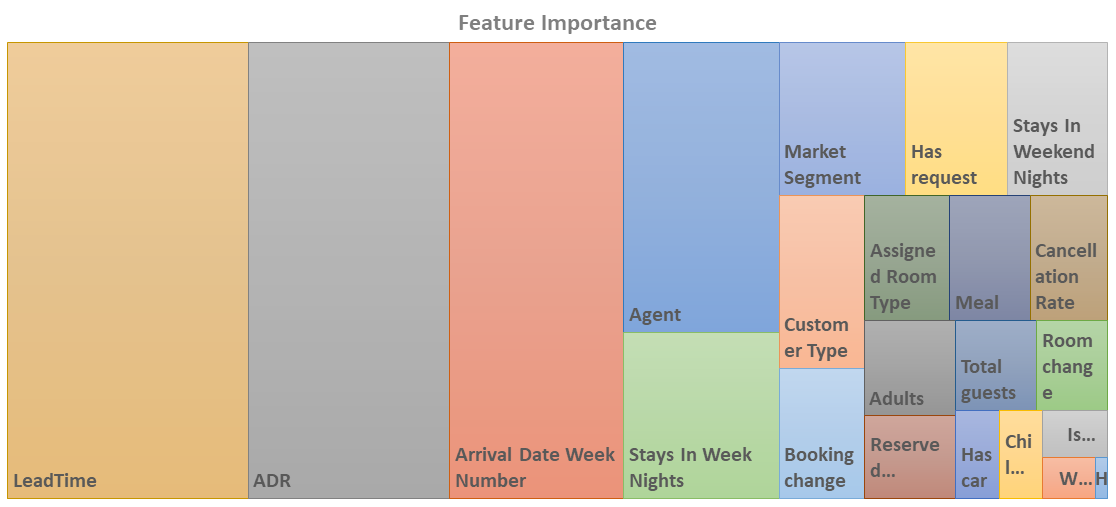 Feature Importance
LeadTime
ADR
Arrival Date Week
Number
Agent
Stays In Week
Nights
Market
Segment
Has
request
Stays In
Weekend
Nights
Custom
er Type
Booking
change
Assigne
d Room
Type
Meal
Cancell
ation
Rate
Adults
Total
guests
Room
chang
e
Reserve
d...
Has
car
Chi
l...
Is...
W...
H